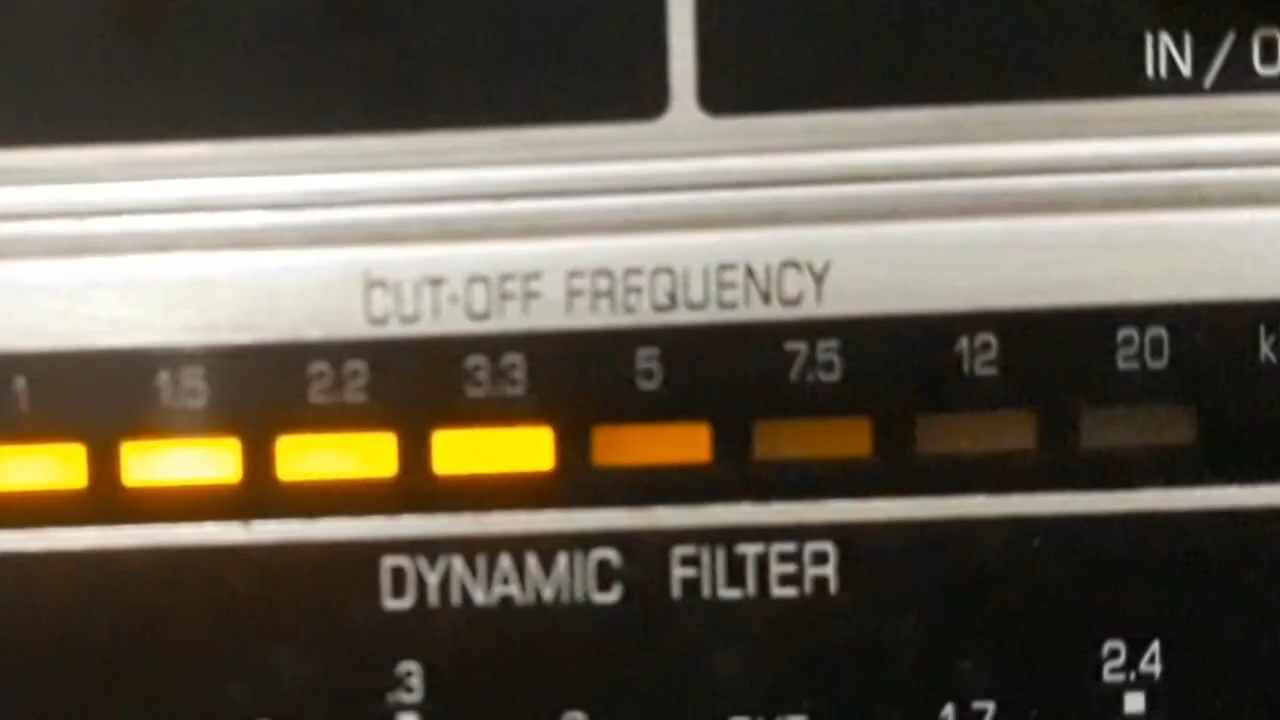 IN / O
CUT-OFF FREQUENCY
1 1.5 2.2 3.3 5 7.5 12 20 k
DYNAMIC FILTER
.3 2.4